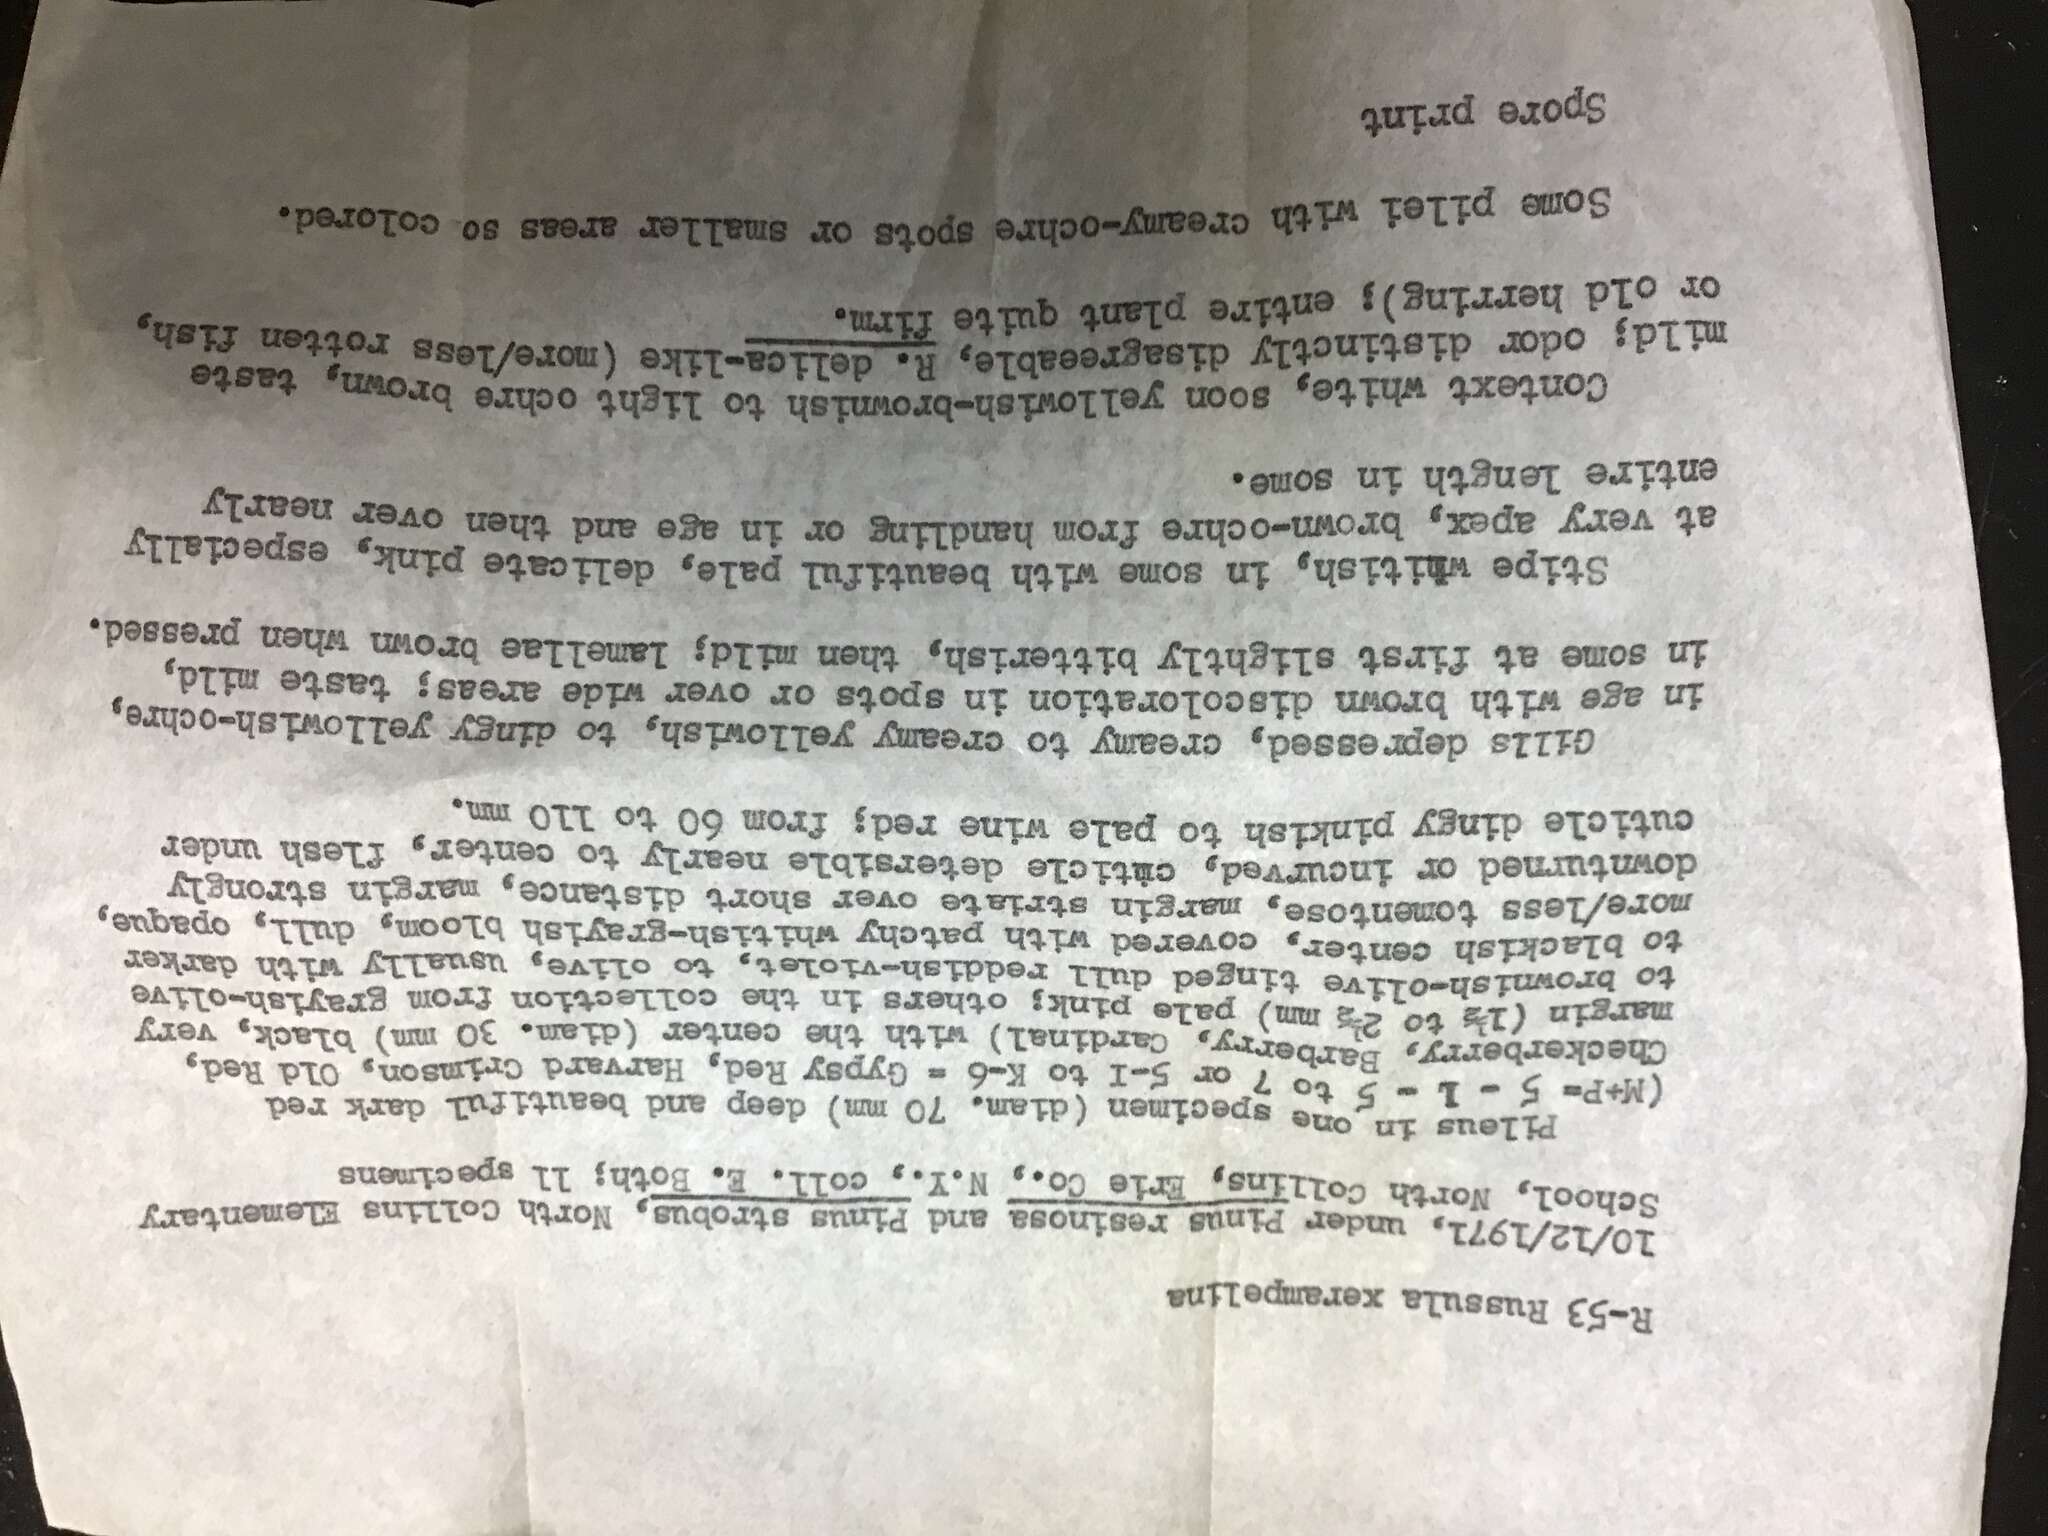 R-53 Russula xerampelina
10/12/1971, under Pinus resinosa and Pinus strobus, North Collins Elementary
School, North Collins, Erie Co., N.Y., coll. E. Both; 11 specimens
Pileus in one specimen (diam. 70 mm) deep and beautiful dark red
(M+P= 5 - L - 5 to 7 or 5-I to K-6 = Gypsy Red, Harvard Crimson, Old Red,
Checkerberry, Barberry, Cardinal) with the center (diam. 30 mm) black, very
margin (1½ to 2½ mm) pale pink; others in the collection from grayish-olive
to brownish-olive tinged dull reddish-violet, to olive, usually with darker
to blackish center, covered with patchy whitish-grayish bloom, dull, opaque,
more/less tomentose, margin striate over short distance, margin strongly
downturned or incurved, cuticle detersible nearly to center, flesh under
cuticle dingy pinkish to pale wine red; from 60 to 110 mm.
Gills depressed, creamy to creamy yellowish, to dingy yellowish-ochre,
in age with brown discoloration in spots or over wide areas; taste mild,
in some at first slightly bitterish, then mild; lamellae brown when pressed.
Stipe whitish, in some with beautiful pale, delicate pink, especially
at very apex, brown-ochre from handling or in age and then over nearly
entire length in some.
Context white, soon yellowish-brownish to light ochre brown, taste
mild; odor distinctly disagreeable, R. delica-like (more/less rotten fish,
or old herring); entire plant quite firm.
Some pilei with creamy-ochre spots or smaller areas so colored.
Spore print